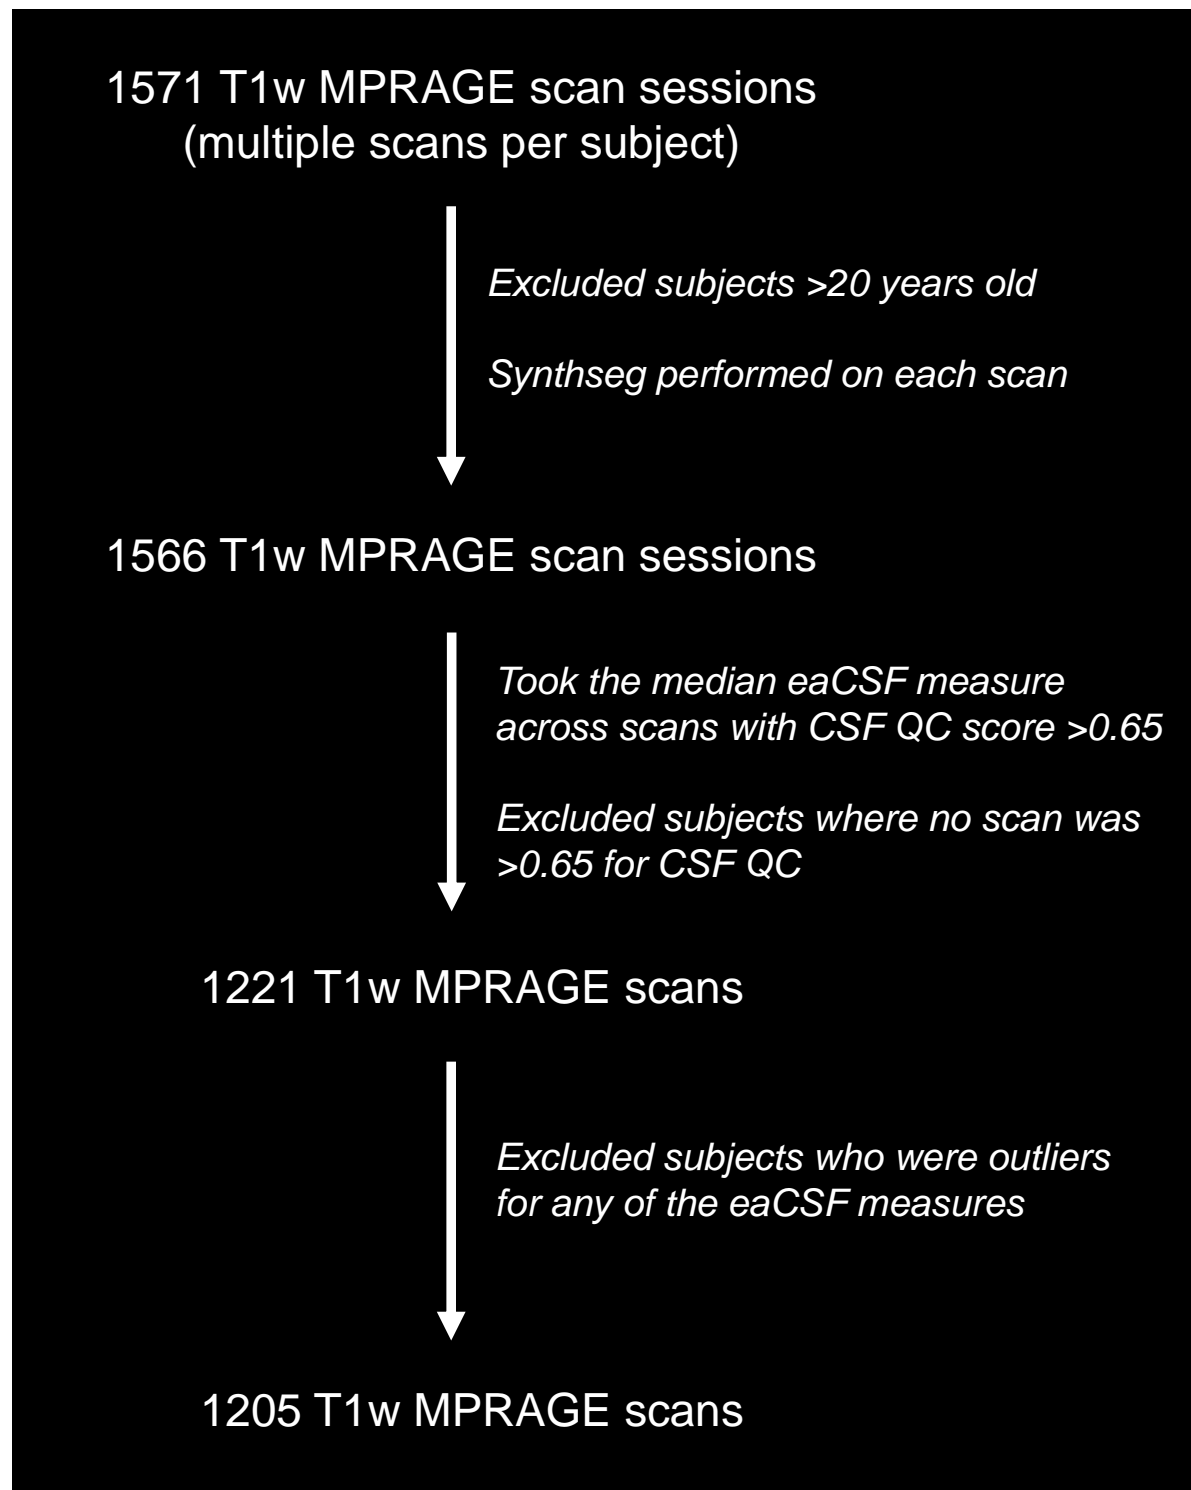 1571 T1w MPRAGE scan sessions
(multiple scans per subject)
Excluded subjects >20 years old
Synthseg performed on each scan
1566 T1w MPRAGE scan sessions
Took the median eaCSF measure
across scans with CSF QC score >0.65
Excluded subjects where no scan was
>0.65 for CSF QC
1221 T1w MPRAGE scans
Excluded subjects who were outliers
for any of the eaCSF measures
1205 T1w MPRAGE scans